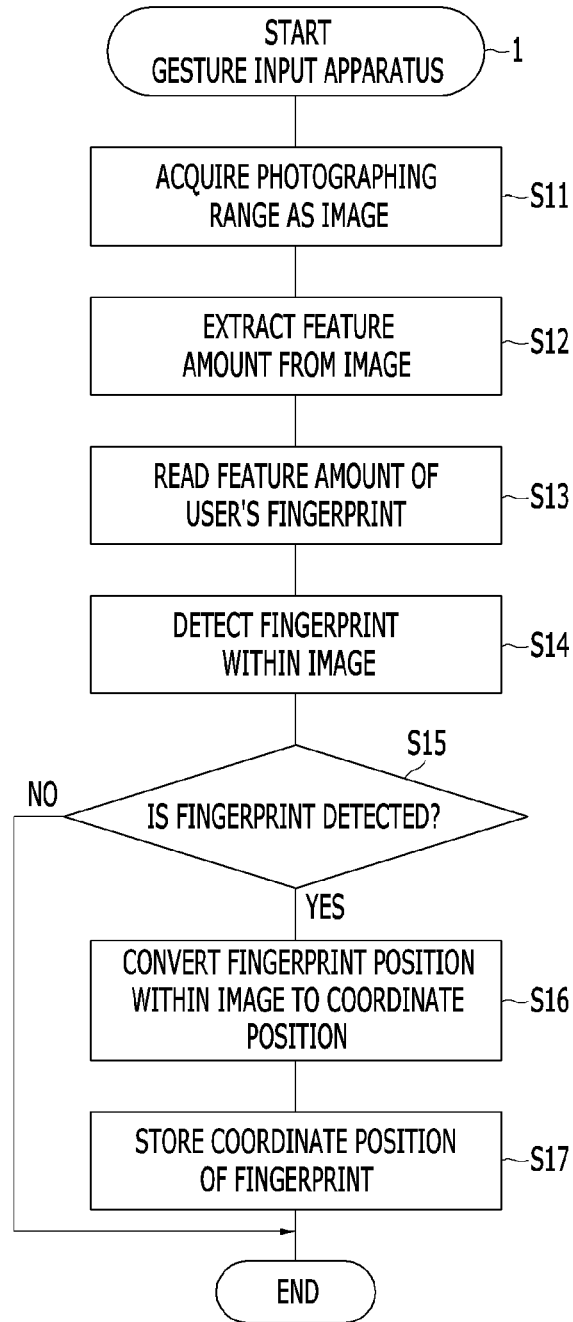 START
GESTURE INPUT APPARATUS
1
ACQUIRE PHOTOGRAPHING
RANGE AS IMAGE
S11
EXTRACT FEATURE
AMOUNT FROM IMAGE
S12
READ FEATURE AMOUNT OF
USER'S FINGERPRINT
S13
DETECT FINGERPRINT
WITHIN IMAGE
S14
S15
NO
IS FINGERPRINT DETECTED?
YES
CONVERT FINGERPRINT POSITION
WITHIN IMAGE TO COORDINATE
POSITION
S16
STORE COORDINATE POSITION
OF FINGERPRINT
S17
END